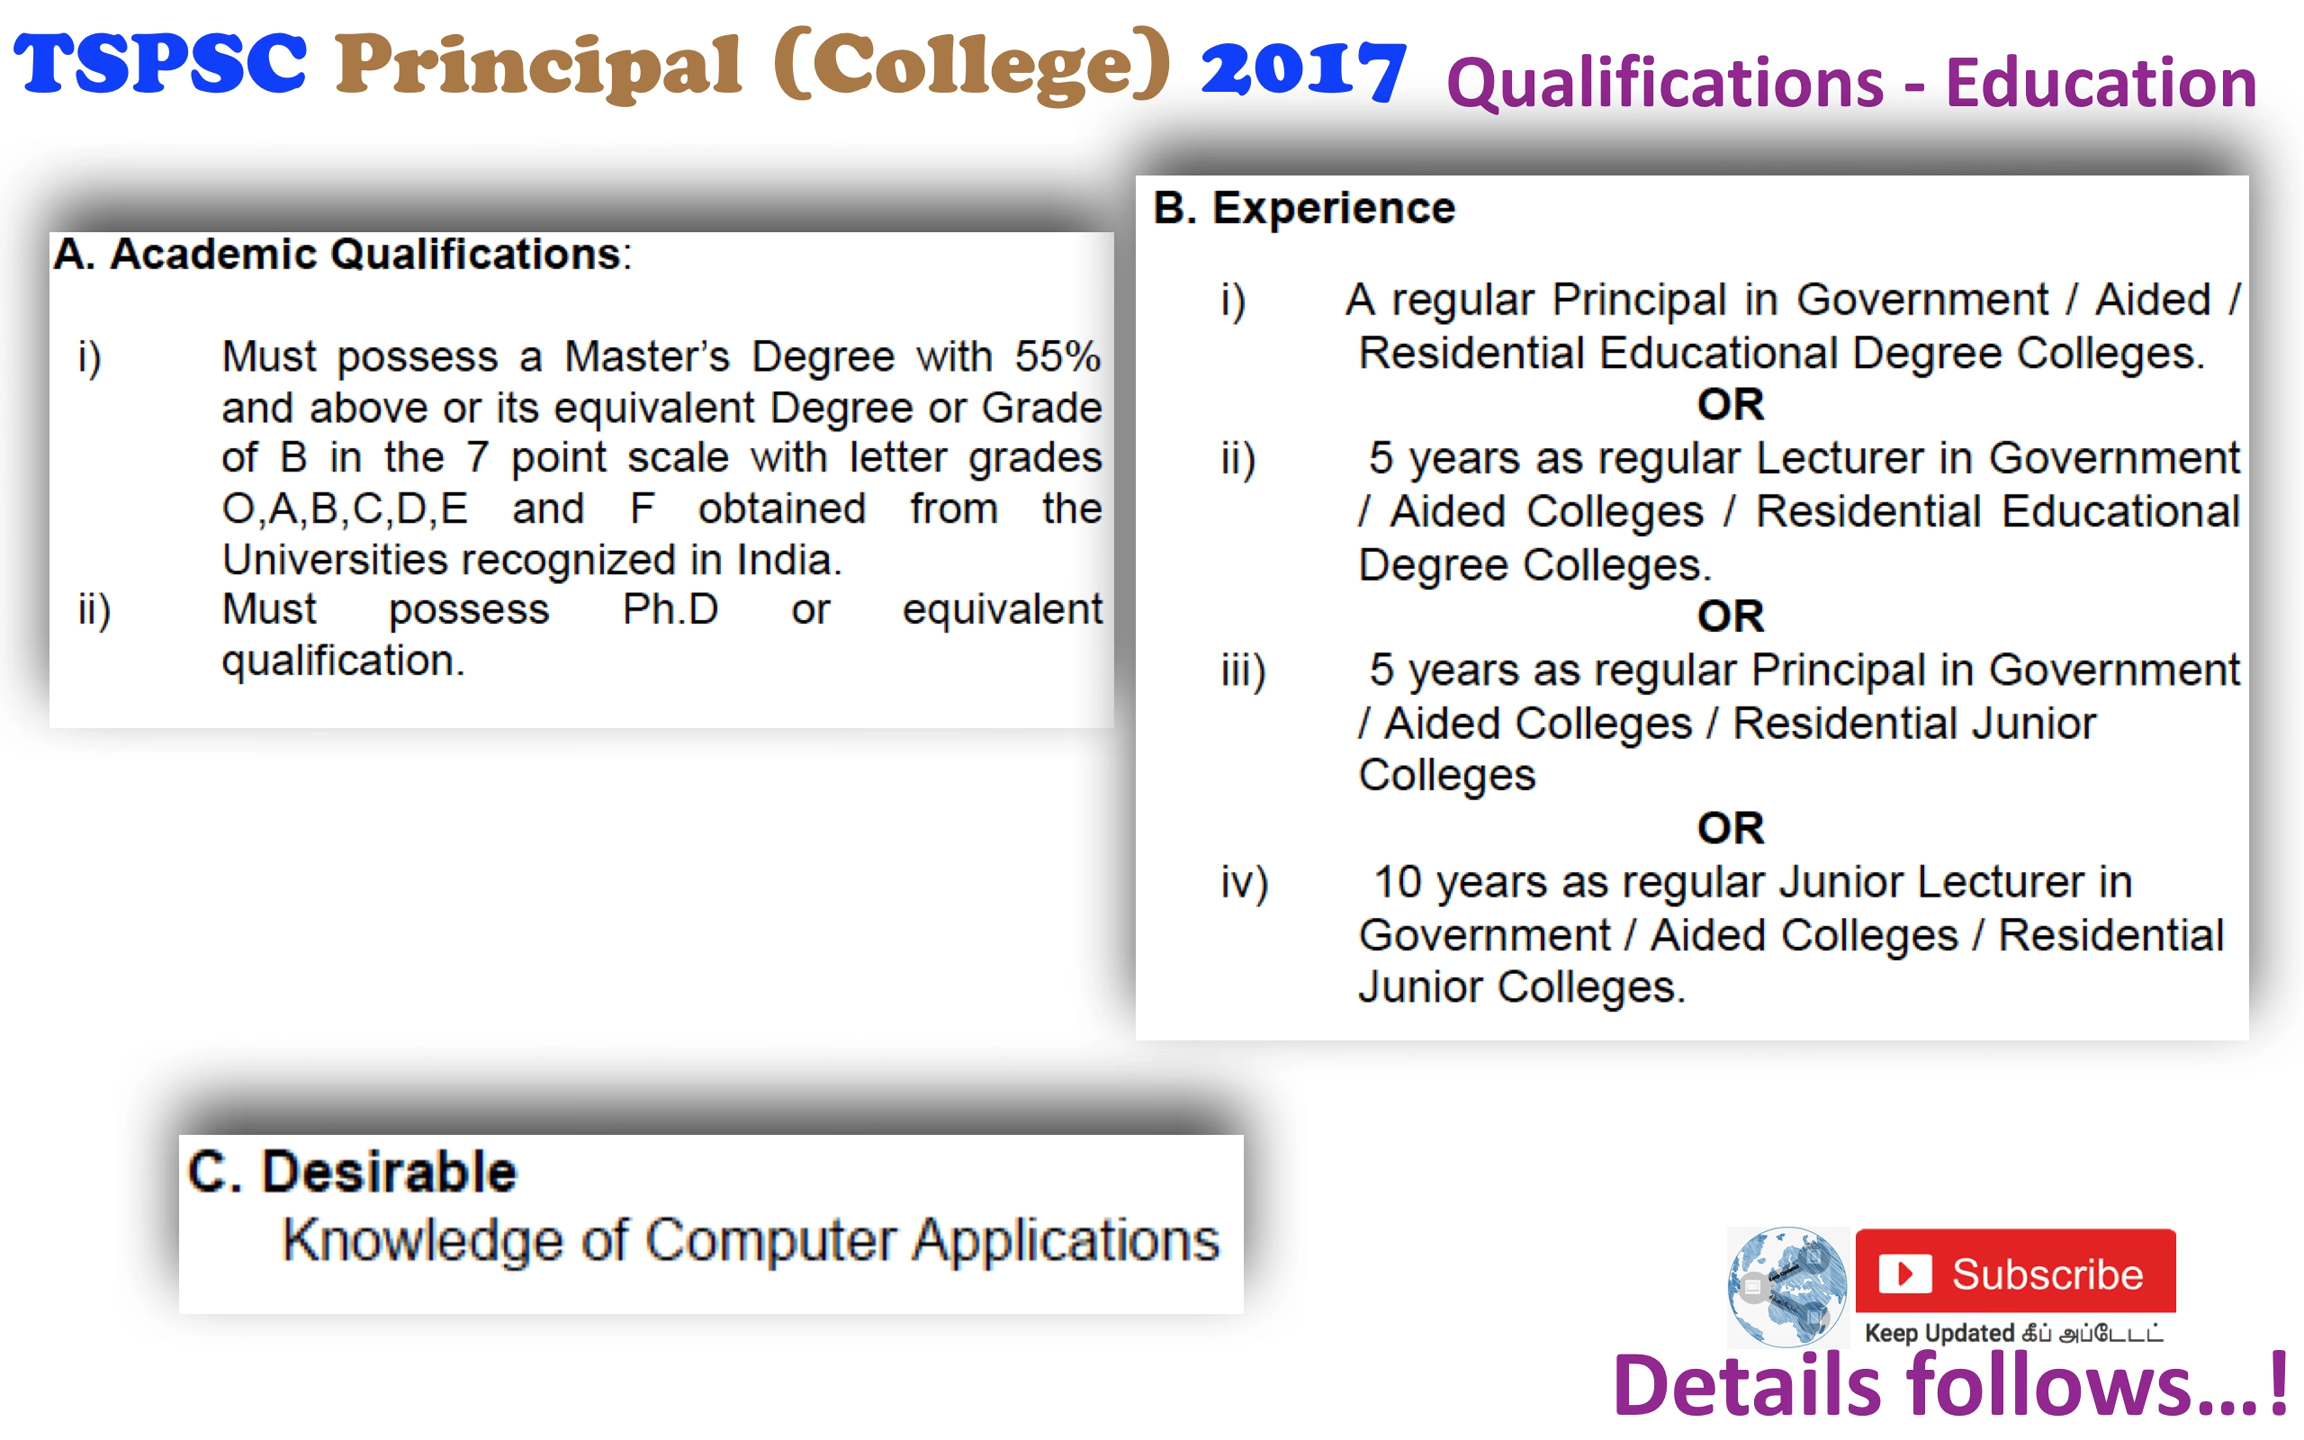 TSPSC Principal (College) 2017 Qualifications - Education
A. Academic Qualifications:
i) Must possess a Master's Degree with 55%
and above or its equivalent Degree or Grade
of B in the 7 point scale with letter grades
O,A,B,C,D,E and F obtained from the
Universities recognized in India.
ii) Must possess Ph.D or equivalent
qualification.
B. Experience
i) A regular Principal in Government / Aided /
Residential Educational Degree Colleges.
OR
ii) 5 years as regular Lecturer in Government
/ Aided Colleges / Residential Educational
Degree Colleges.
OR
iii) 5 years as regular Principal in Government
/ Aided Colleges / Residential Junior
Colleges
OR
iv) 10 years as regular Junior Lecturer in
Government / Aided Colleges / Residential
Junior Colleges.
C. Desirable
Knowledge of Computer Applications
Subscribe
Keep Updated கீப் அப்டேடட்
Details follows...!